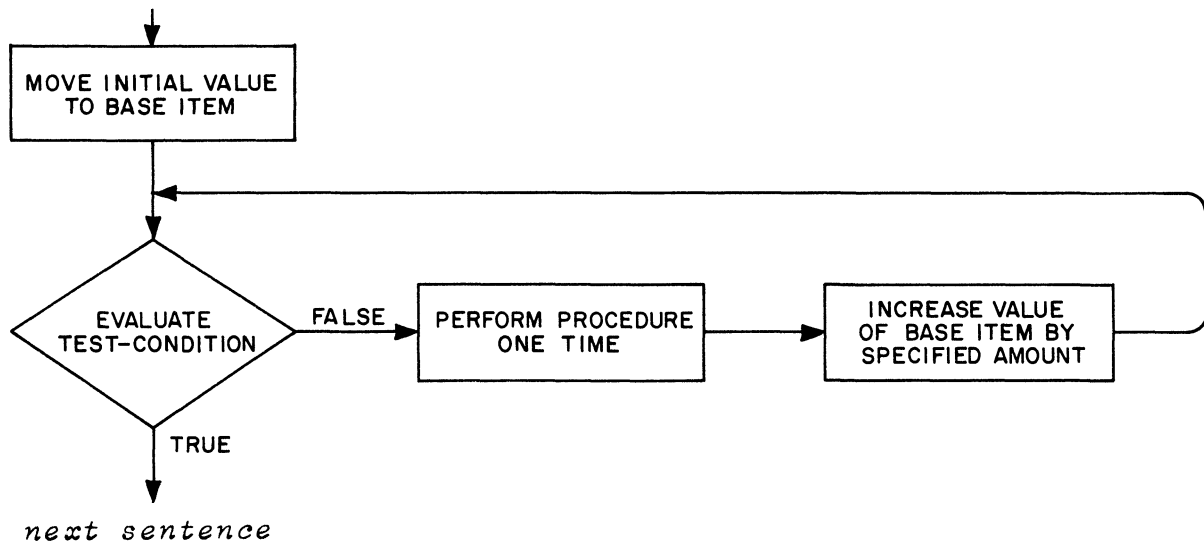 MOVE INITIAL VALUE
TO BASE ITEM
EVALUATE
TEST-CONDITION
FALSE
PERFORM PROCEDURE
ONE TIME
INCREASE VALUE
OF BASE ITEM BY
SPECIFIED AMOUNT
TRUE
next sentence